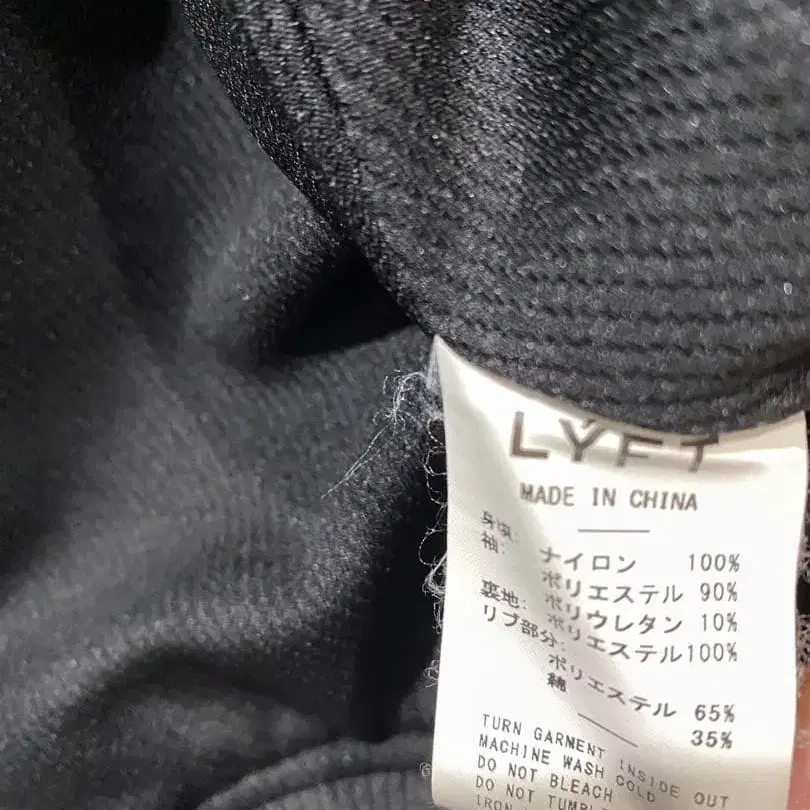 LÝFT
MADE IN CHINA
身頃:
袖: ナイロン 100%
ポリエステル 90%
裏地: ポリウレタン 10%
リブ部分: ポリエステル100%
ポリエステル 65%
綿 35%
TURN GARMENT INSIDE OUT
MACHINE WASH COLD
DO NOT BLEACH
DO NOT TUMBLE
IRON